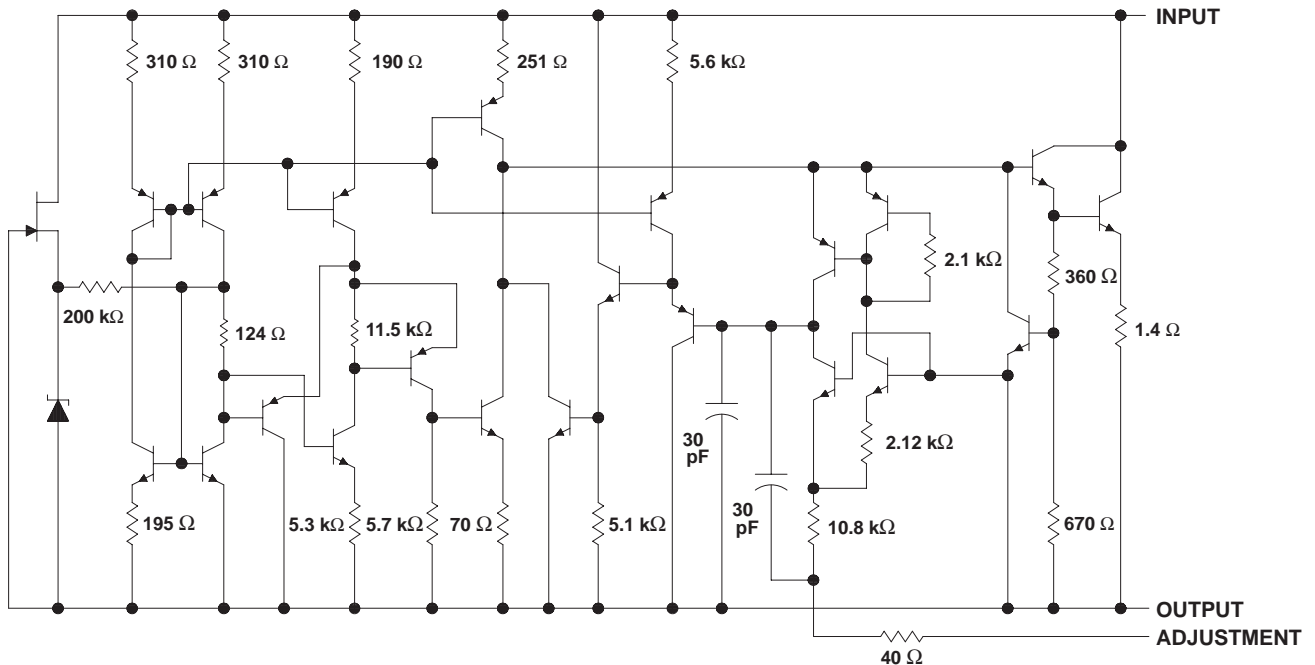 INPUT
310 Ω
310 Ω
190 Ω
251 Ω
5.6 kΩ
2.1 kΩ
360 Ω
200 kΩ
124 Ω
11.5 kΩ
1.4 Ω
30
pF
2.12 kΩ
30
pF
195 Ω
5.3 kΩ
5.7 kΩ
70 Ω
5.1 kΩ
10.8 kΩ
670 Ω
OUTPUT
ADJUSTMENT
40 Ω